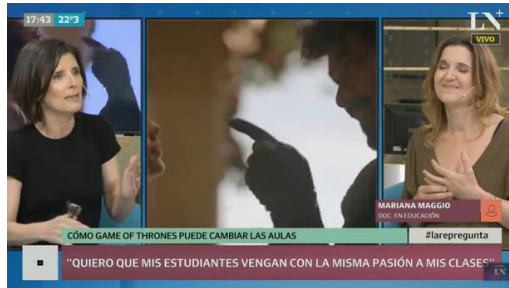 17:43 22°3
LN+
VIVO
MARIANA MAGGIO
DOC. EN EDUCACIÓN
CÓMO GAME OF THRONES PUEDE CAMBIAR LAS AULAS
#larepregunta
"QUIERO QUE MIS ESTUDIANTES VENGAN CON LA MISMA PASIÓN A MIS CLASES"
LN